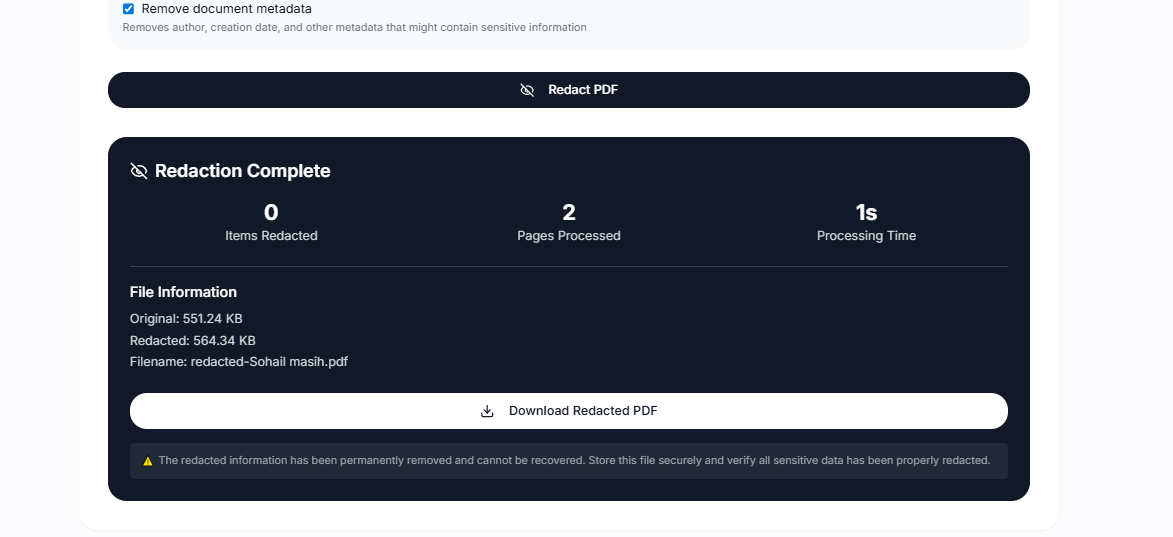 Remove document metadata
Removes author, creation date, and other metadata that might contain sensitive information
Redact PDF
Redaction Complete
0 2 1s
Items Redacted Pages Processed Processing Time
File Information
Original: 551.24 KB
Redacted: 564.34 KB
Filename: redacted-Sohail masih.pdf
Download Redacted PDF
⚠️ The redacted information has been permanently removed and cannot be recovered. Store this file securely and verify all sensitive data has been properly redacted.